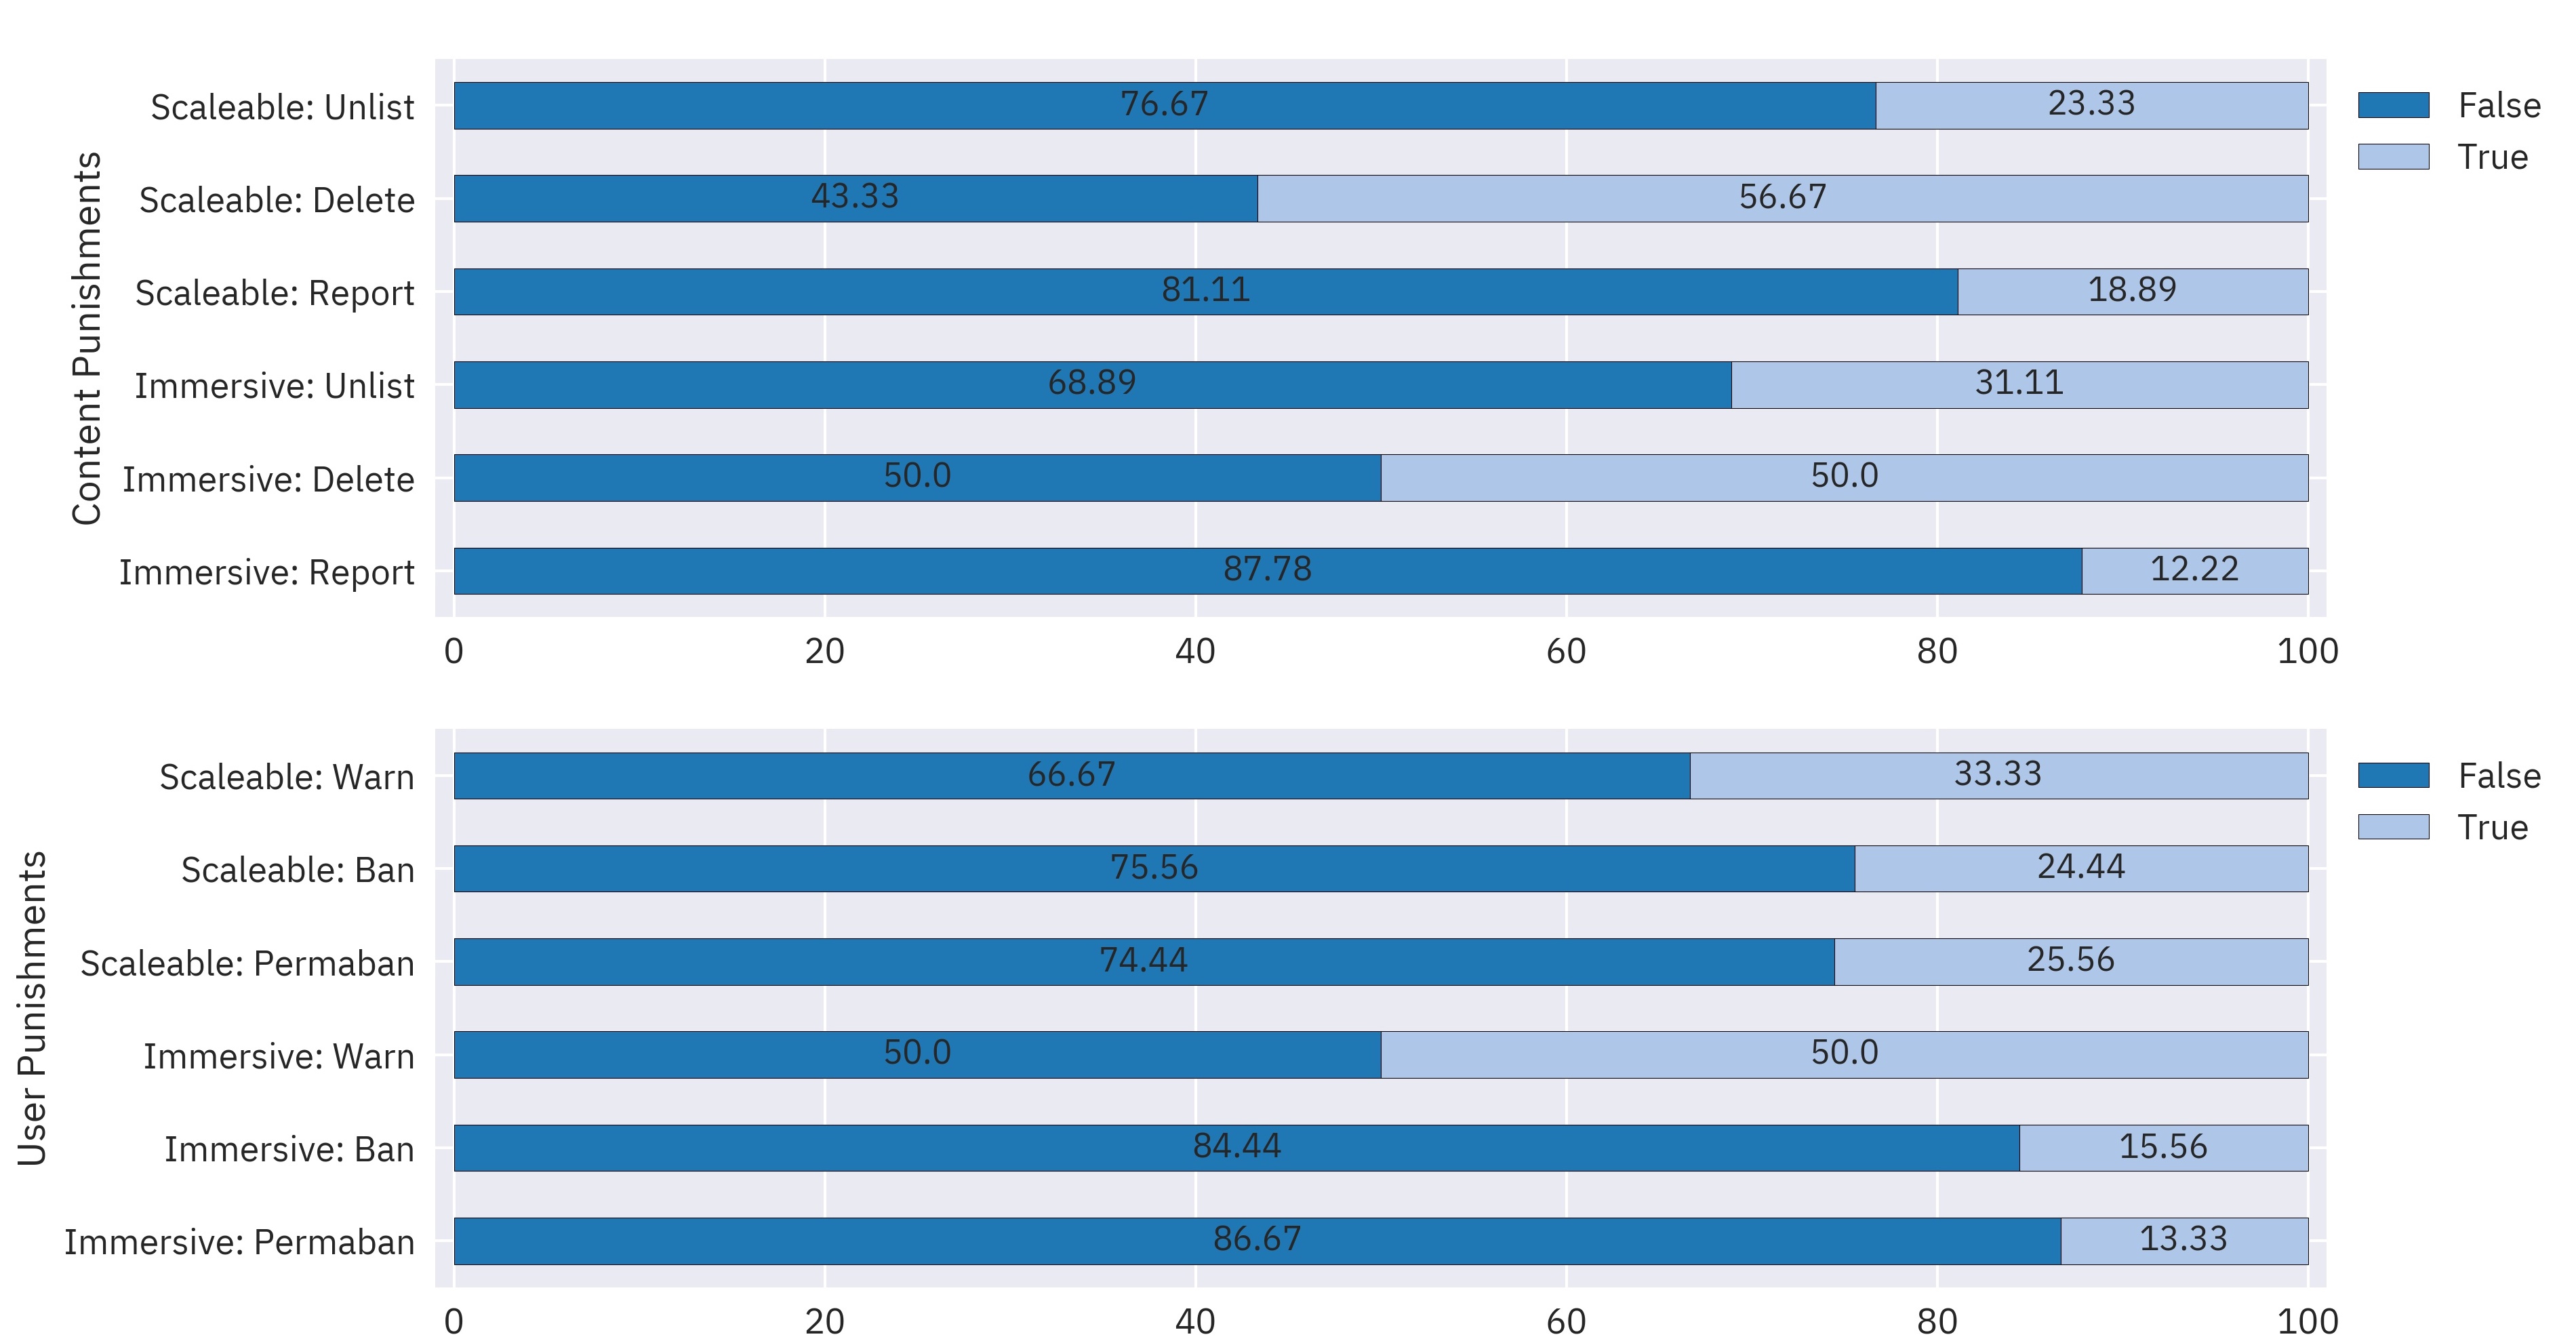 Content Punishments
Scaleable: Unlist 76.67 23.33
Scaleable: Delete 43.33 56.67
Scaleable: Report 81.11 18.89
Immersive: Unlist 68.89 31.11
Immersive: Delete 50.0 50.0
Immersive: Report 87.78 12.22
0 20 40 60 80 100
False
True
User Punishments
Scaleable: Warn 66.67 33.33
Scaleable: Ban 75.56 24.44
Scaleable: Permaban 74.44 25.56
Immersive: Warn 50.0 50.0
Immersive: Ban 84.44 15.56
Immersive: Permaban 86.67 13.33
0 20 40 60 80 100
False
True